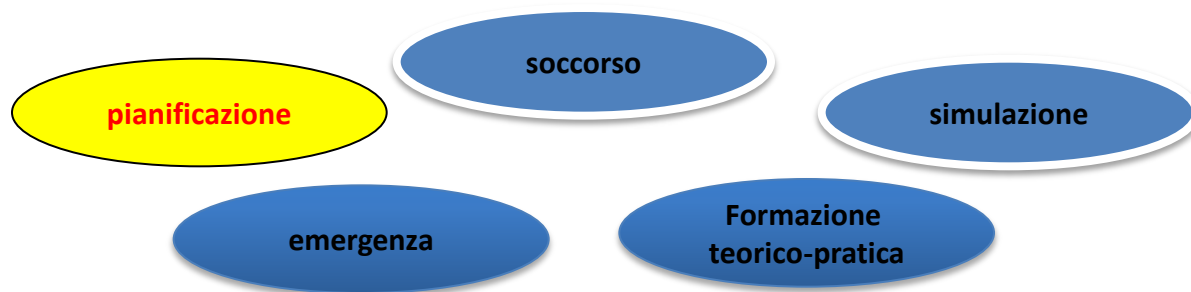 pianificazione
soccorso
simulazione
emergenza
Formazione
teorico-pratica